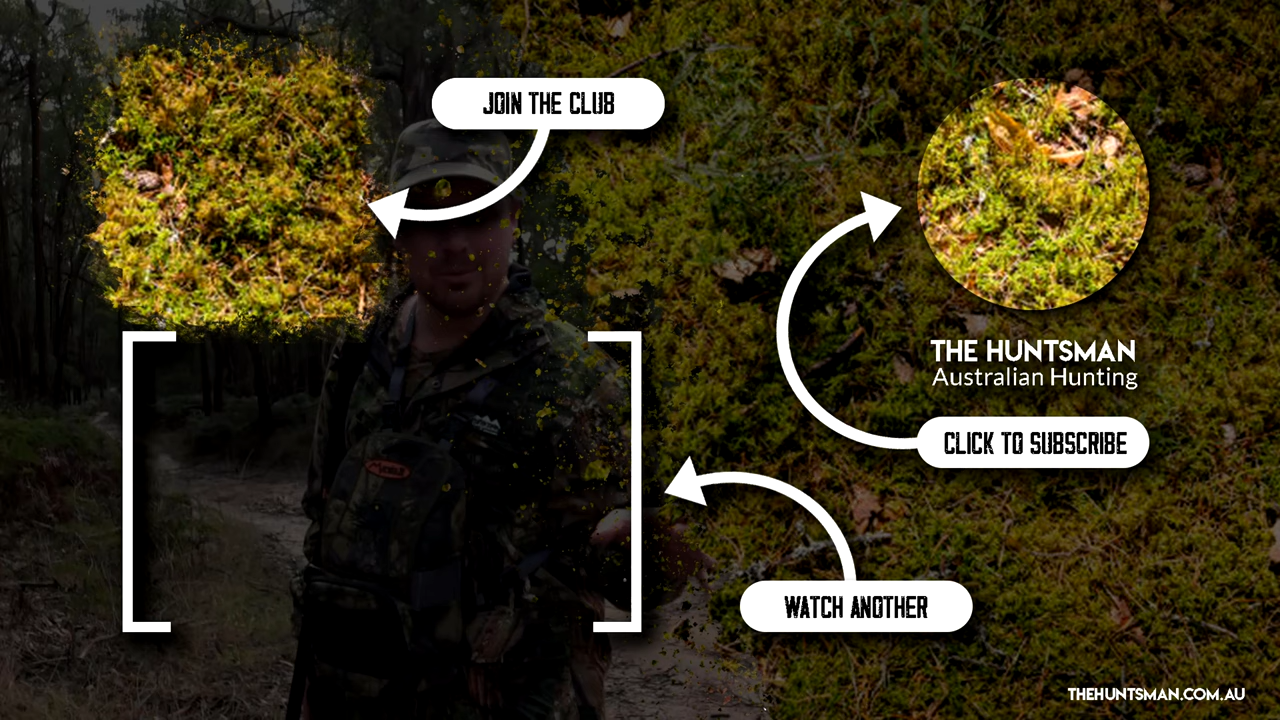 JOIN THE CLUB
THE HUNTSMAN
Australian Hunting
CLICK TO SUBSCRIBE
WATCH ANOTHER
THEHUNTSMAN.COM.AU